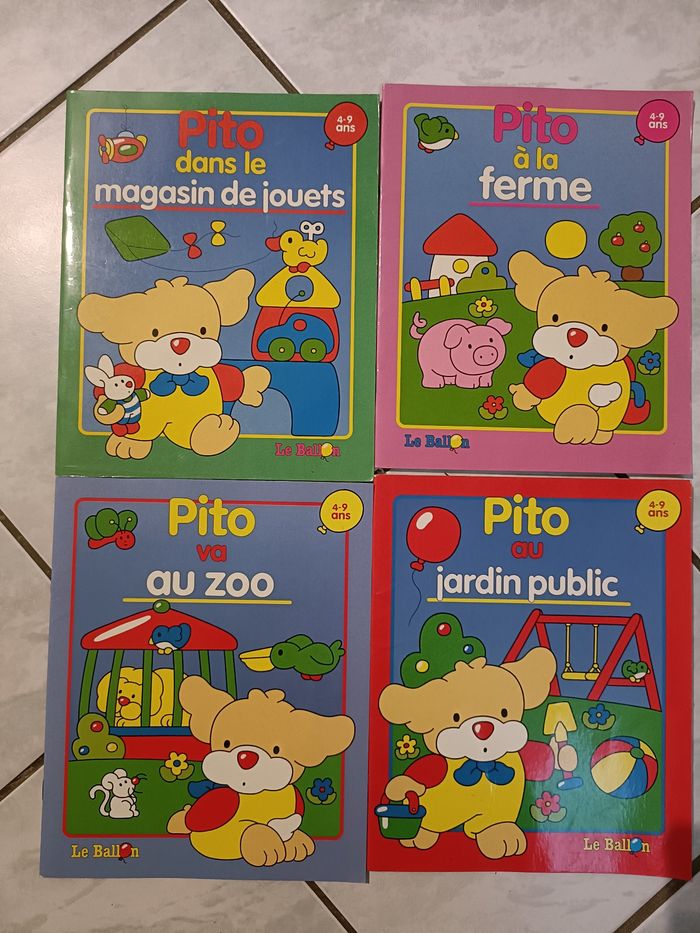 Pito
dans le
magasin de jouets
4-9
ans
Le Ballon
Pito
à la
ferme
4-9
ans
Le Ballon
Pito
va
au zoo
4-9
ans
Le Ballon
Pito
au
jardin public
4-9
ans
Le Ballon